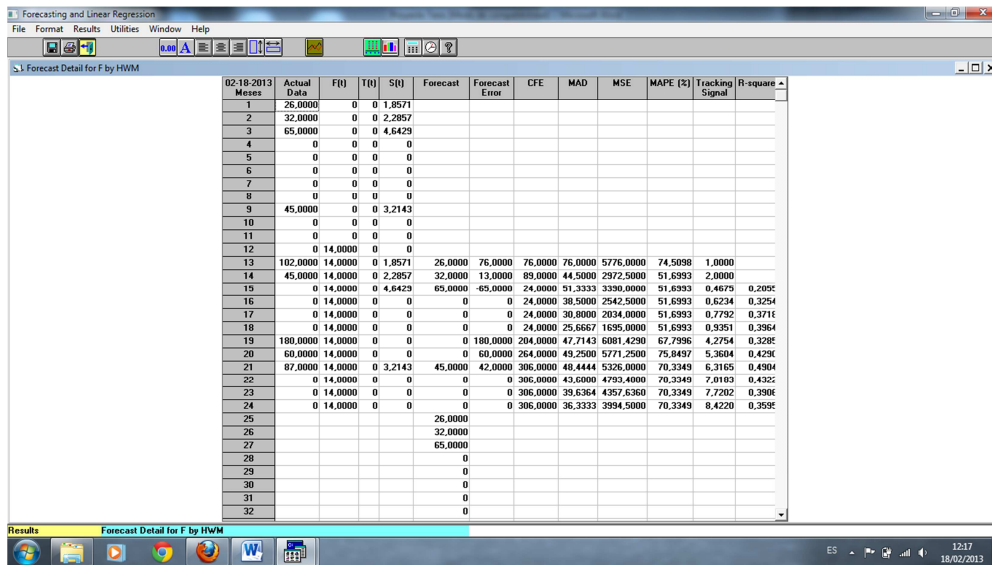 Forecasting and Linear Regression
File Format Results Utilities Window Help
0.00 A
Forecast Detail for F by HWM
02-18-2013 Meses Actual Data F(t) T(t) S(t) Forecast Forecast Error CFE MAD MSE MAPE (%) Tracking Signal R-square
1 26,0000 0 0 1,8571
2 32,0000 0 0 2,2857
3 65,0000 0 0 4,6429
4 0 0 0 0
5 0 0 0 0
6 0 0 0 0
7 0 0 0 0
8 0 0 0 0
9 45,0000 0 0 3,2143
10 0 0 0 0
11 0 0 0 0
12 0 14,0000 0 0
13 102,0000 14,0000 0 1,8571 26,0000 76,0000 76,0000 76,0000 5776,0000 74,5098 1,0000
14 45,0000 14,0000 0 2,2857 32,0000 13,0000 89,0000 44,5000 2972,5000 51,6993 2,0000
15 0 14,0000 0 4,6429 65,0000 -65,0000 24,0000 51,3333 3390,0000 51,6993 0,4675 0,2055
16 0 14,0000 0 0 0 0 24,0000 38,5000 2542,5000 51,6993 0,6234 0,3254
17 0 14,0000 0 0 0 0 24,0000 30,8000 2034,0000 51,6993 0,7792 0,3718
18 0 14,0000 0 0 0 0 24,0000 25,6667 1695,0000 51,6993 0,9351 0,3964
19 180,0000 14,0000 0 0 0 180,0000 204,0000 47,7143 6081,4290 67,7996 4,2754 0,3285
20 60,0000 14,0000 0 0 0 60,0000 264,0000 49,2500 5771,2500 75,8497 5,3604 0,4290
21 87,0000 14,0000 0 3,2143 45,0000 42,0000 306,0000 48,4444 5326,0000 70,3349 6,3165 0,4904
22 0 14,0000 0 0 0 0 306,0000 43,6000 4793,4000 70,3349 7,0183 0,4322
23 0 14,0000 0 0 0 0 306,0000 39,6364 4357,6360 70,3349 7,7202 0,3906
24 0 14,0000 0 0 0 0 306,0000 36,3333 3994,5000 70,3349 8,4220 0,3595
25 26,0000
26 32,0000
27 65,0000
28 0
29 0
30 0
31 0
32 0
Results Forecast Detail for F by HWM
ES 12:17
18/02/2013